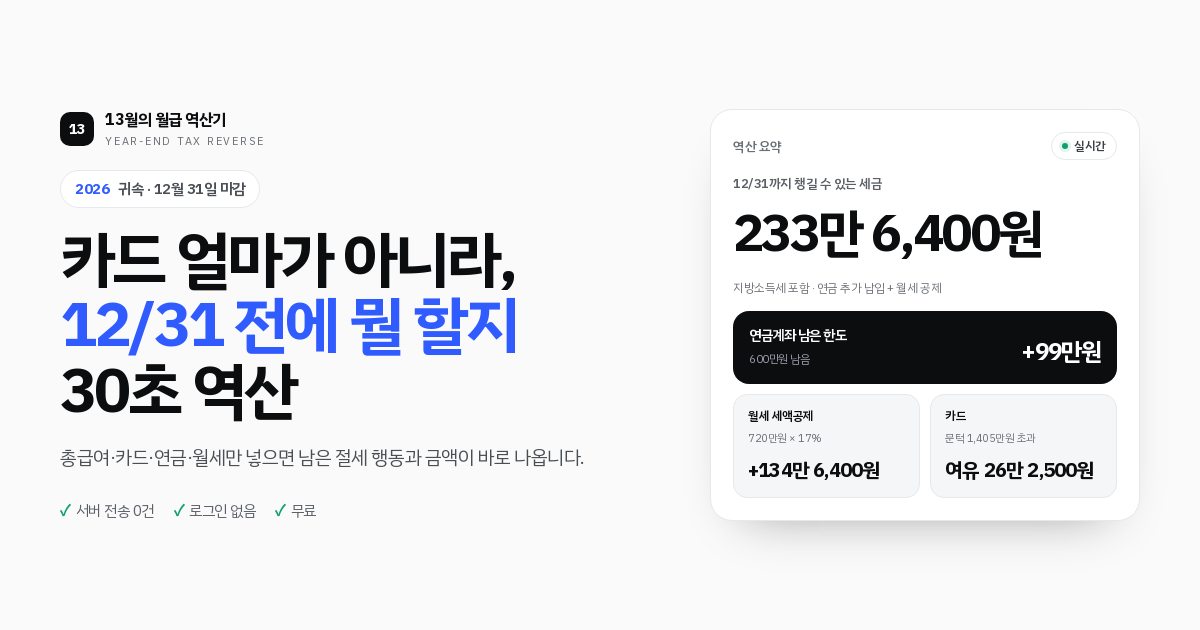 13
13월의 월급 역산기
YEAR-END TAX REVERSE
2026 귀속 · 12월 31일 마감
카드 얼마가 아니라,
12/31 전에 뭘 할지
30초 역산
총급여·카드·연금·월세만 넣으면 남은 절세 행동과 금액이 바로 나옵니다.
✓ 서버 전송 0건 ✓ 로그인 없음 ✓ 무료
역산 요약
실시간
12/31까지 챙길 수 있는 세금
233만 6,400원
지방소득세 포함 · 연금 추가 납입 + 월세 공제
연금계좌 남은 한도
600만원 남음
+99만원
월세 세액공제
720만원 × 17%
+134만 6,400원
카드
문턱 1,405만원 초과
여유 26만 2,500원